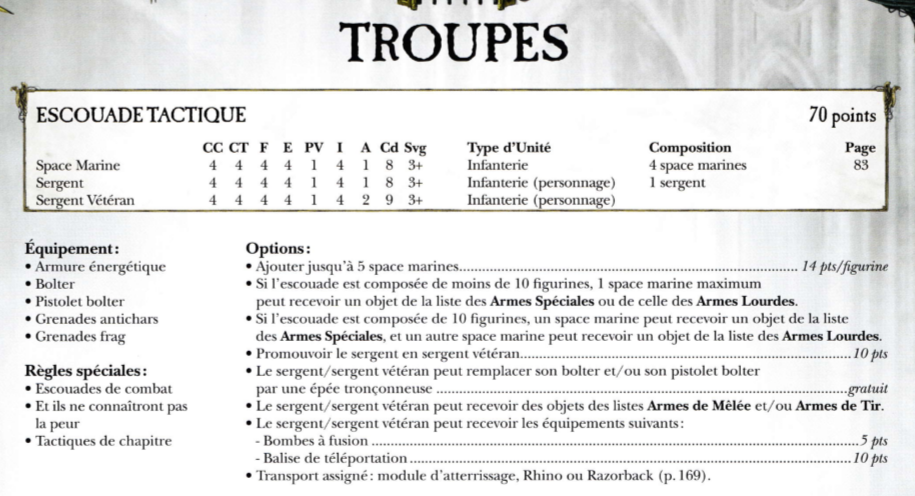 TROUPES
ESCOUADE TACTIQUE 70 points
CC CT F E PV I A Cd Svg Type d'Unité Composition Page
Space Marine 4 4 4 4 1 4 1 8 3+ Infanterie 4 space marines 83
Sergent 4 4 4 4 1 4 1 8 3+ Infanterie (personnage) 1 sergent
Sergent Vétéran 4 4 4 4 1 4 2 9 3+ Infanterie (personnage)
Équipement :
• Armure énergétique
• Bolter
• Pistolet bolter
• Grenades antichars
• Grenades frag
Règles spéciales :
• Escouades de combat
• Et ils ne connaîtront pas
la peur
• Tactiques de chapitre
Options :
• Ajouter jusqu'à 5 space marines........ 14 pts/figurine
• Si l'escouade est composée de moins de 10 figurines, 1 space marine maximum
peut recevoir un objet de la liste des Armes Spéciales ou de celle des Armes Lourdes.
• Si l'escouade est composée de 10 figurines, un space marine peut recevoir un objet de la liste
des Armes Spéciales, et un autre space marine peut recevoir un objet de la liste des Armes Lourdes.
• Promouvoir le sergent en sergent vétéran........ 10 pts
• Le sergent/sergent vétéran peut remplacer son bolter et/ou son pistolet bolter
par une épée tronçonneuse ........ gratuit
• Le sergent/sergent vétéran peut recevoir des objets des listes Armes de Mêlée et/ou Armes de Tir.
• Le sergent/sergent vétéran peut recevoir les équipements suivants :
- Bombes à fusion ........ 5 pts
- Balise de téléportation ........ 10 pts
• Transport assigné : module d'atterrissage, Rhino ou Razorback (p. 169).